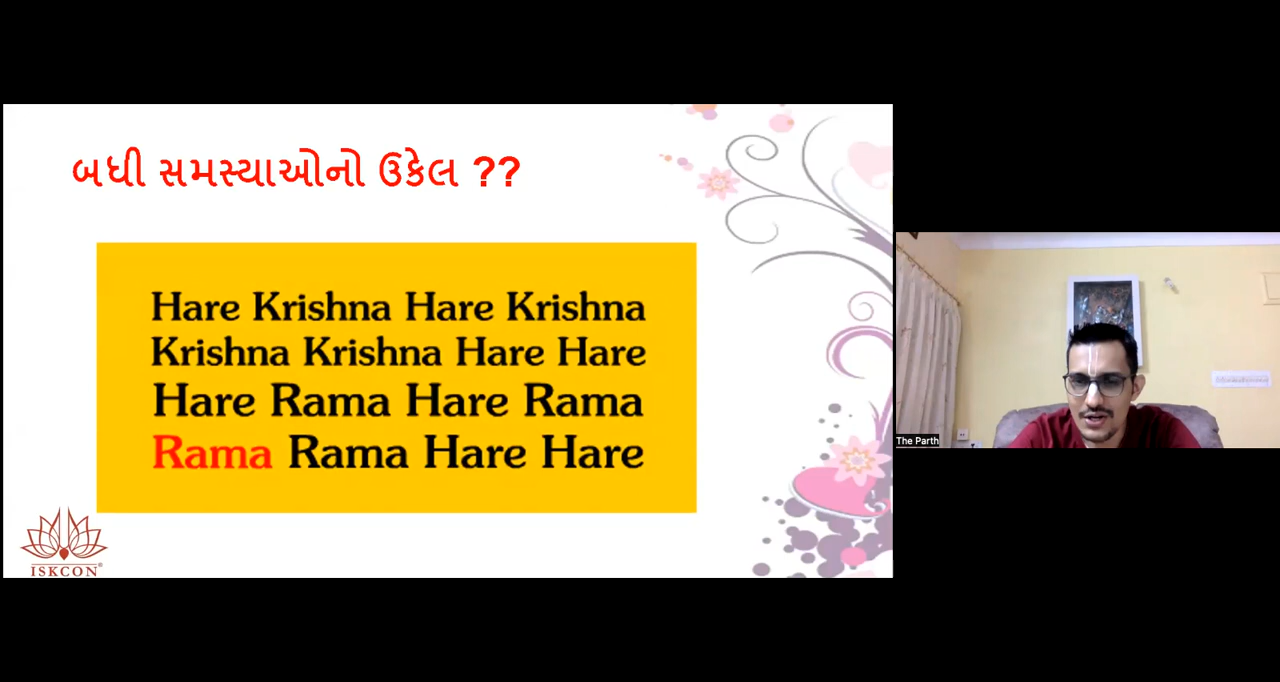 બધી સમસ્યાઓનો ઉકેલ ??
Hare Krishna Hare Krishna
Krishna Krishna Hare Hare
Hare Rama Hare Rama
Rama Rama Hare Hare
ISKCON®
The Parth